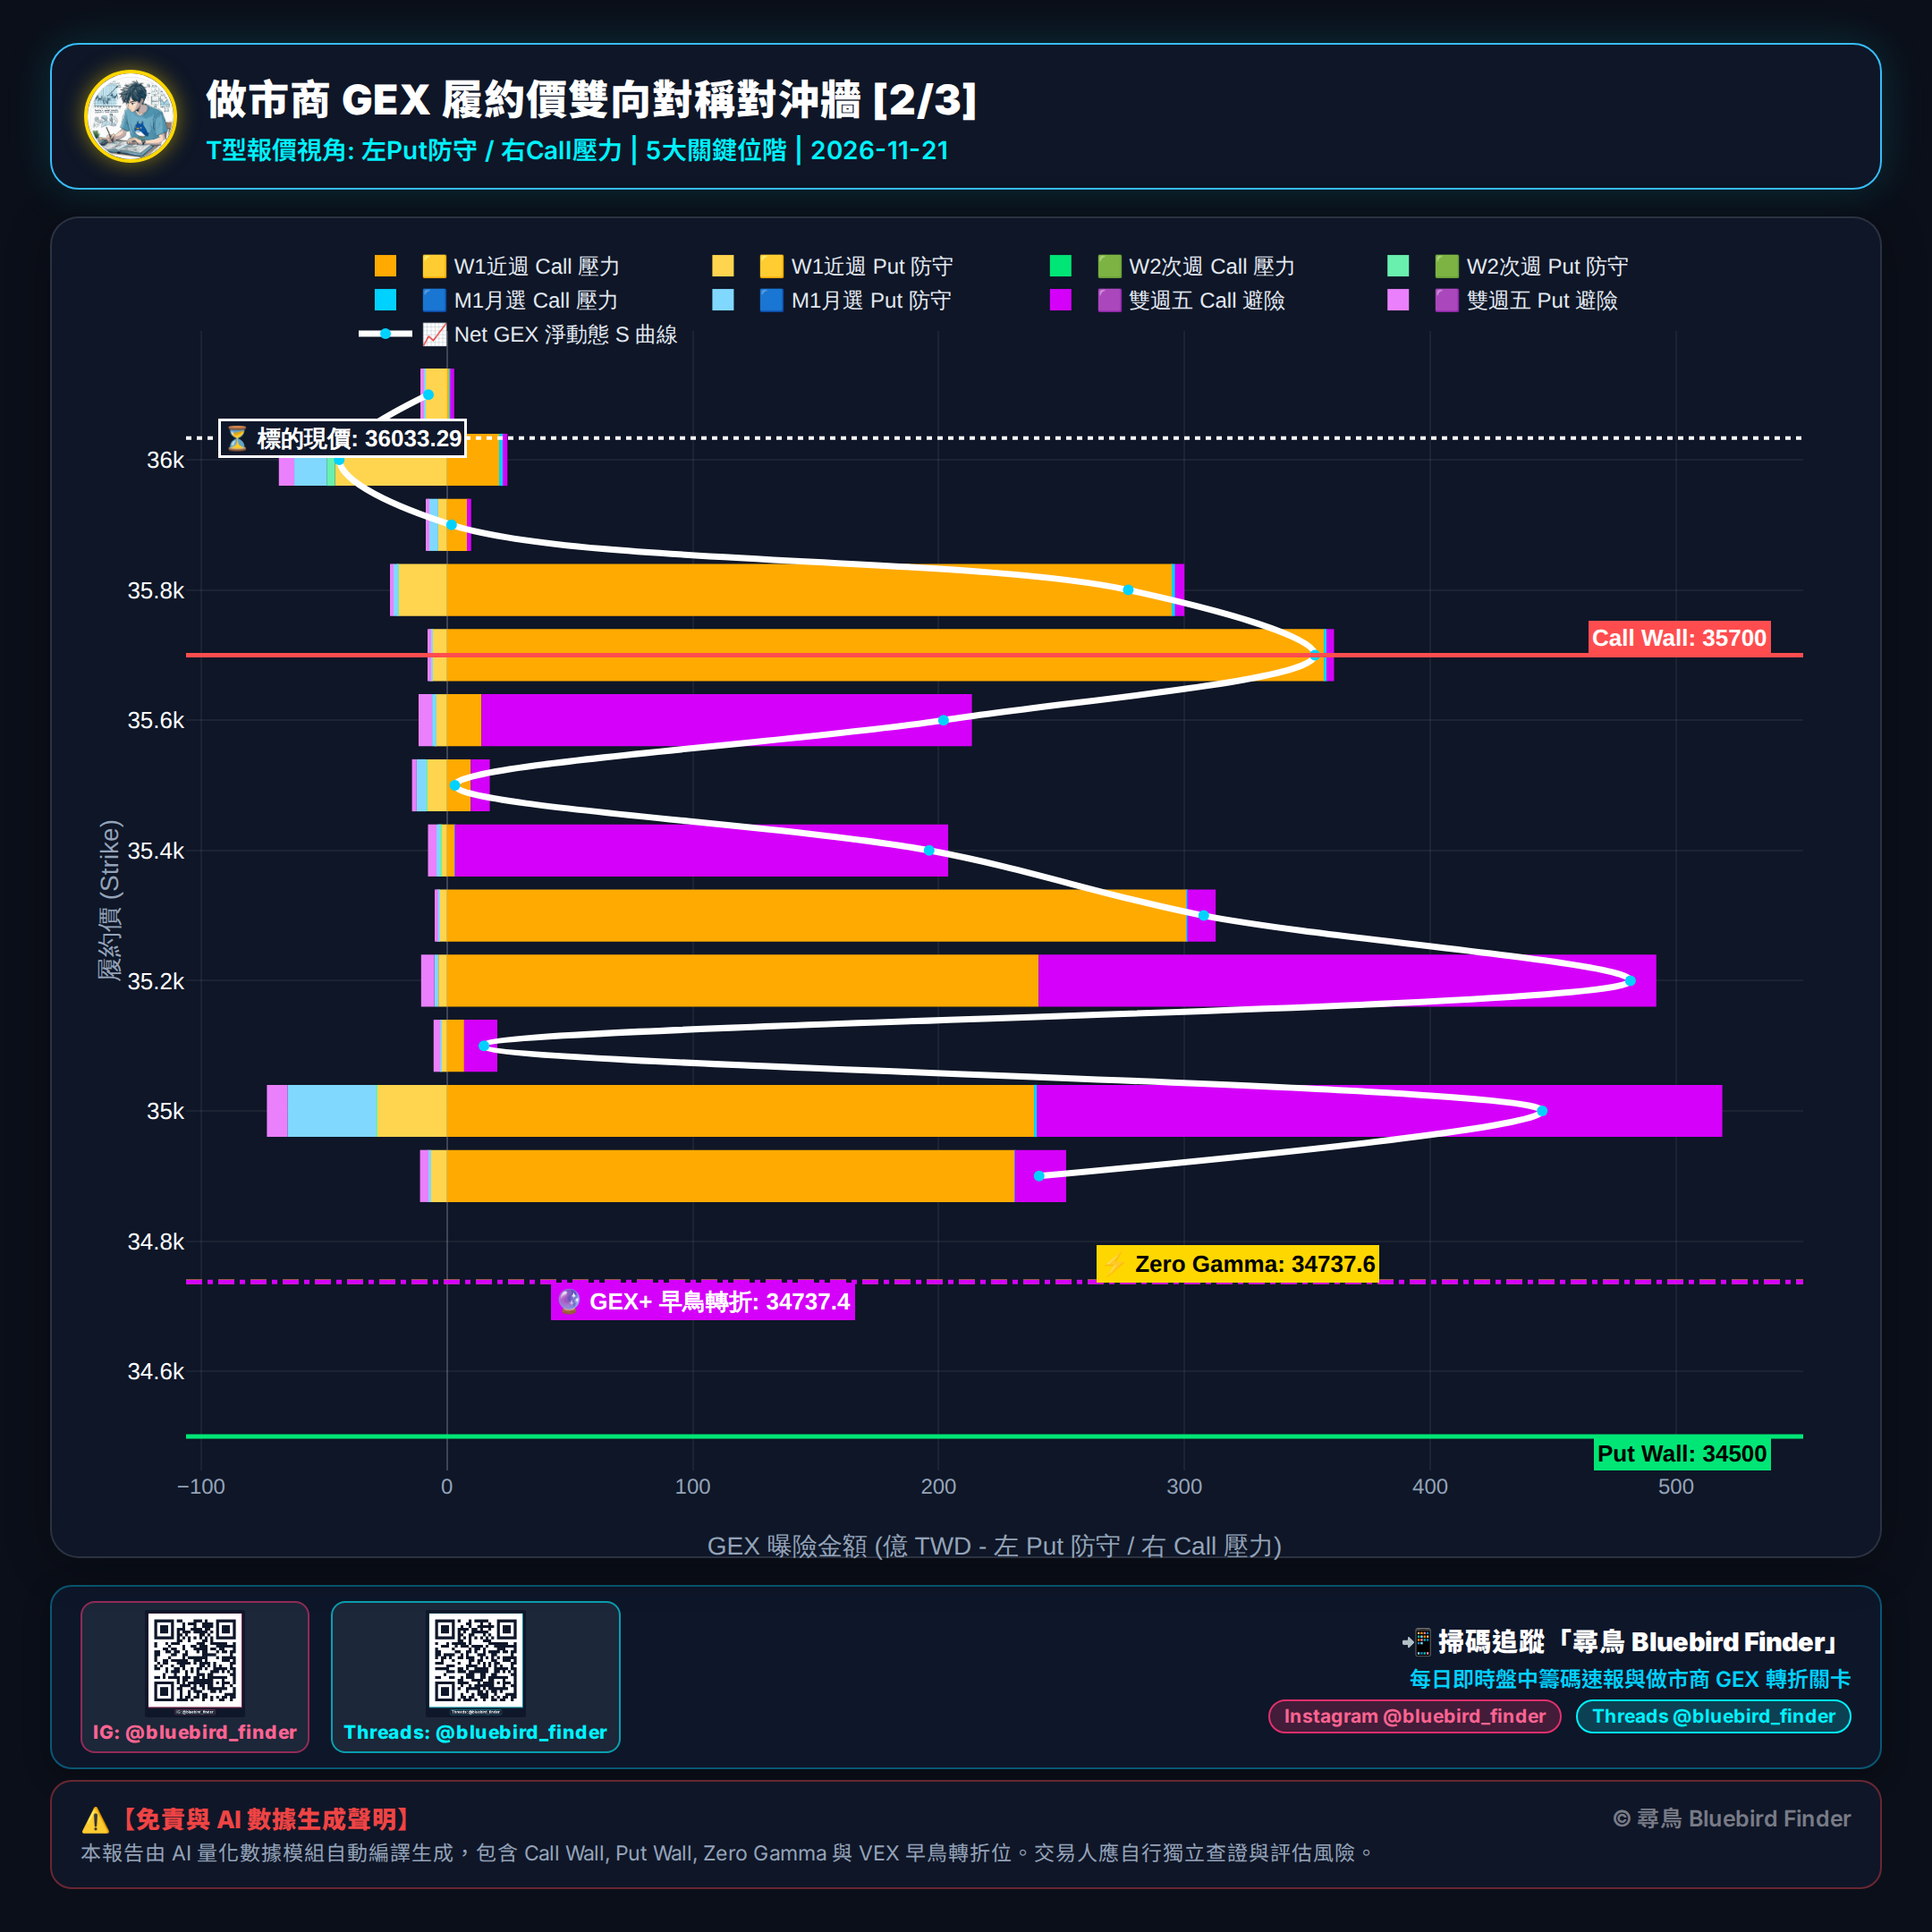 做市商 GEX 履約價雙向對稱對沖牆 [2/3]
T型報價視角: 左Put防守 / 右Call壓力 | 5大關鍵位階 | 2026-11-21
W1近週 Call 壓力
W1近週 Put 防守
W2次週 Call 壓力
W2次週 Put 防守
M1月選 Call 壓力
M1月選 Put 防守
雙週五 Call 避險
雙週五 Put 避險
Net GEX 淨動態 S 曲線
標的現價: 36033.29
36k
35.8k
Call Wall: 35700
35.6k
35.4k
35.2k
35k
34.8k
34.6k
履約價 (Strike)
Zero Gamma: 34737.6
GEX+ 早鳥轉折: 34737.4
Put Wall: 34500
−100
0
100
200
300
400
500
GEX 曝險金額 (億 TWD - 左 Put 防守 / 右 Call 壓力)
IG: @bluebird_finder
Threads: @bluebird_finder
IG: @bluebird_finder
Threads: @bluebird_finder
掃碼追蹤「尋鳥 Bluebird Finder」
每日即時盤中籌碼速報與做市商 GEX 轉折關卡
Instagram @bluebird_finder
Threads @bluebird_finder
【免責與 AI 數據生成聲明】
© 尋鳥 Bluebird Finder
本報告由 AI 量化數據模組自動編譯生成，包含 Call Wall, Put Wall, Zero Gamma 與 VEX 早鳥轉折位。交易人應自行獨立查證與評估風險。